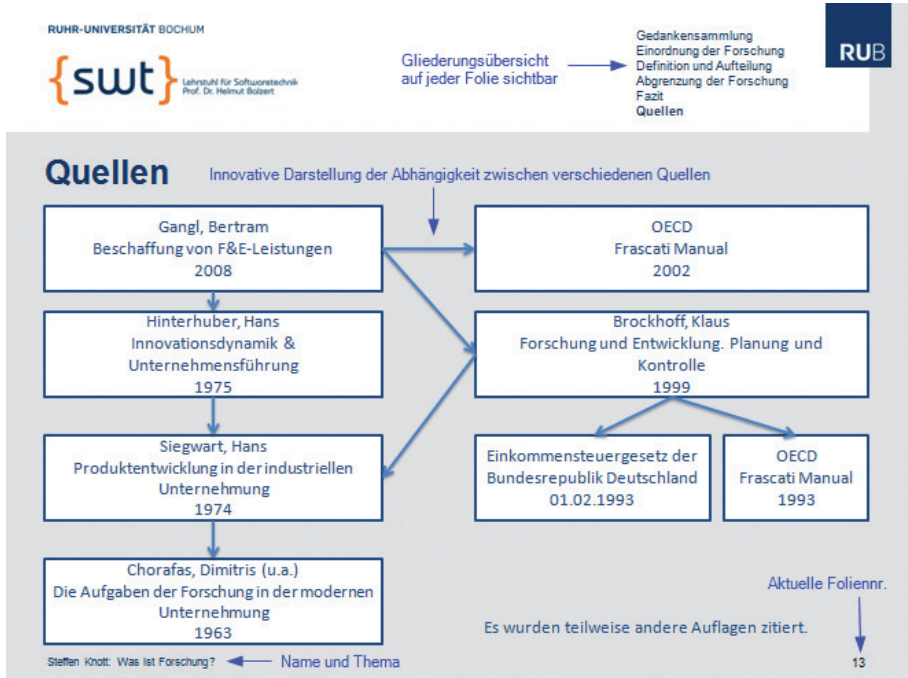 RUHR-UNIVERSITÄT BOCHUM
{swt}
Lehrstuhl für Softwaretechnik
Prof. Dr. Helmut Balzert
Gliederungsübersicht
auf jeder Folie sichtbar
Gedankensammlung
Einordnung der Forschung
Definition und Aufteilung
Abgrenzung der Forschung
Fazit
Quellen
RUB
Quellen
Innovative Darstellung der Abhängigkeit zwischen verschiedenen Quellen
Gangl, Bertram
Beschaffung von F&E-Leistungen
2008
OECD
Frascati Manual
2002
Hinterhuber, Hans
Innovationsdynamik &
Unternehmensführung
1975
Brockhoff, Klaus
Forschung und Entwicklung. Planung und
Kontrolle
1999
Siegwart, Hans
Produktentwicklung in der industriellen
Unternehmung
1974
Einkommensteuergesetz der
Bundesrepublik Deutschland
01.02.1993
OECD
Frascati Manual
1993
Chorafas, Dimitris (u.a.)
Die Aufgaben der Forschung in der modernen
Unternehmung
1963
Aktuelle Foliennr.
Es wurden teilweise andere Auflagen zitiert.
Steffen Knott: Was ist Forschung?
Name und Thema
13